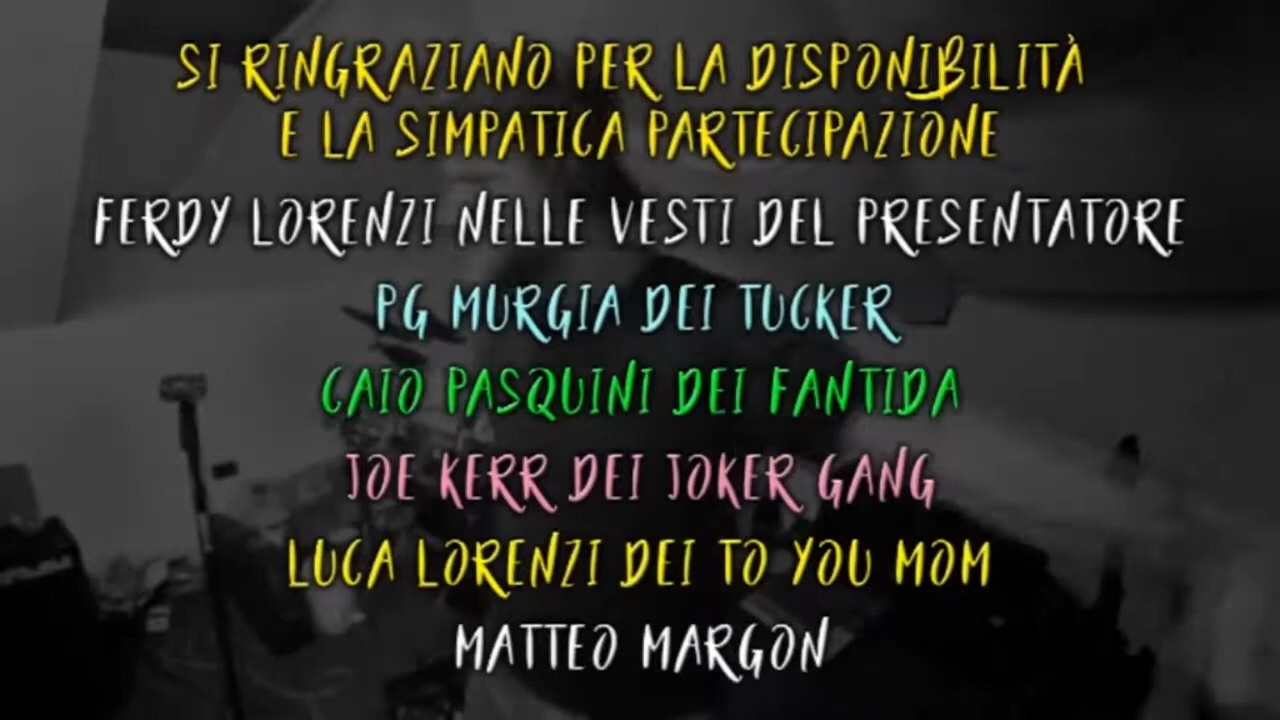 SI RINGRAZIANO PER LA DISPONIBILITÀ
E LA SIMPATICA PARTECIPAZIONE
FERDY LORENZI NELLE VESTI DEL PRESENTATORE
PG MURGIA DEI TUCKER
CAIO PASQUINI DEI FANTIDA
JOE KERR DEI JOKER GANG
LUCA LORENZI DEI TO YOU MOM
MATTEO MARGON